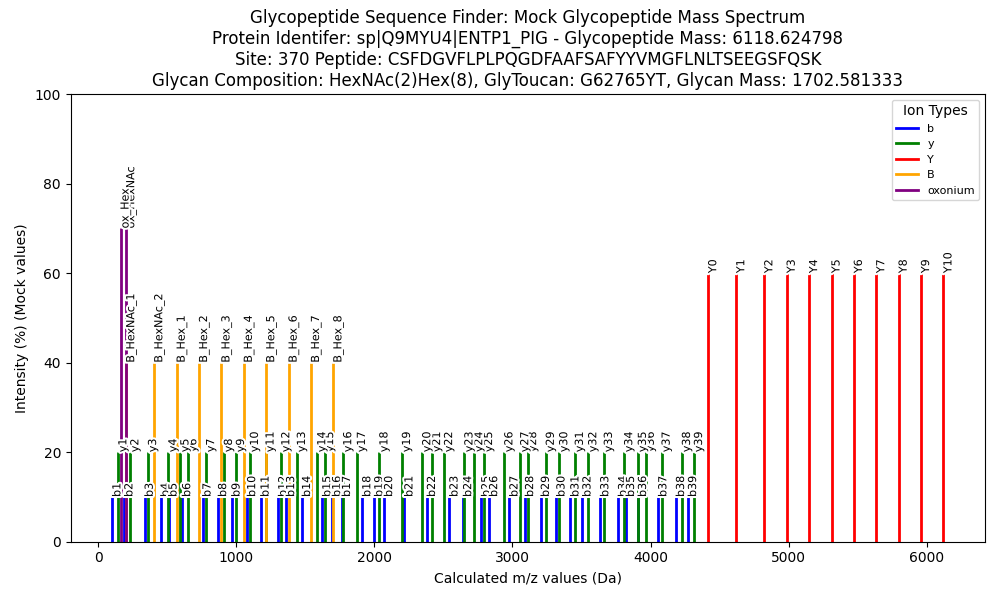 Glycopeptide Sequence Finder: Mock Glycopeptide Mass Spectrum
Protein Identifer: sp|Q9MYU4|ENTP1_PIG - Glycopeptide Mass: 6118.624798
Site: 370 Peptide: CSFDGVFLPLPQGDFAAFSAFYYVMGFLNLTSEEGSFQSK
Glycan Composition: HexNAc(2)Hex(8), GlyToucan: G62765YT, Glycan Mass: 1702.581333
Intensity (%) (Mock values)
100
80
60
40
20
0
Ion Types
b
y
Y
B
oxonium
ox_Hex
ox_HexNAc
Y0
Y1
Y2
Y3
Y4
Y5
Y6
Y7
Y8
Y9
Y10
B_HexNAc_1
B_HexNAc_2
B_Hex_1
B_Hex_2
B_Hex_3
B_Hex_4
B_Hex_5
B_Hex_6
B_Hex_7
B_Hex_8
y1
y2
y3
y4
y5
y6
y7
y8
y9
y10
y11
y12
y13
y14
y15
y16
y17
y18
y19
y20
y21
y22
y23
y24
y25
y26
y27
y28
y29
y30
y31
y32
y33
y34
y35
y36
y37
y38
y39
b1
b2
b3
b4
b5
b6
b7
b8
b9
b10
b11
b12
b13
b14
b15
b16
b17
b18
b19
b20
b21
b22
b23
b24
b25
b26
b27
b28
b29
b30
b31
b32
b33
b34
b35
b36
b37
b38
b39
0
1000
2000
3000
4000
5000
6000
Calculated m/z values (Da)